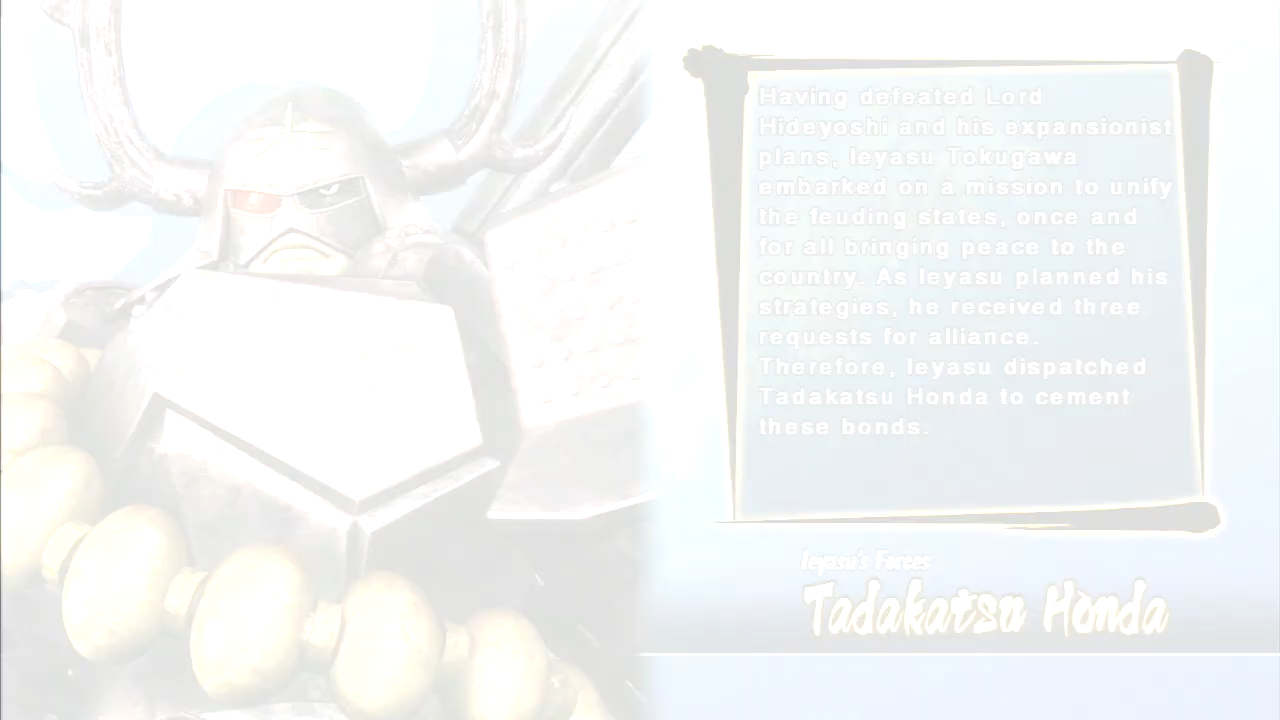 Having defeated Lord
Hideyoshi and his expansionist
plans, Ieyasu Tokugawa
embarked on a mission to unify
the feuding states, once and
for all bringing peace to the
country. As Ieyasu planned his
strategies, he received three
requests for alliance.
Therefore, Ieyasu dispatched
Tadakatsu Honda to cement
these bonds.
Ieyasu's Forces
Tadakatsu Honda